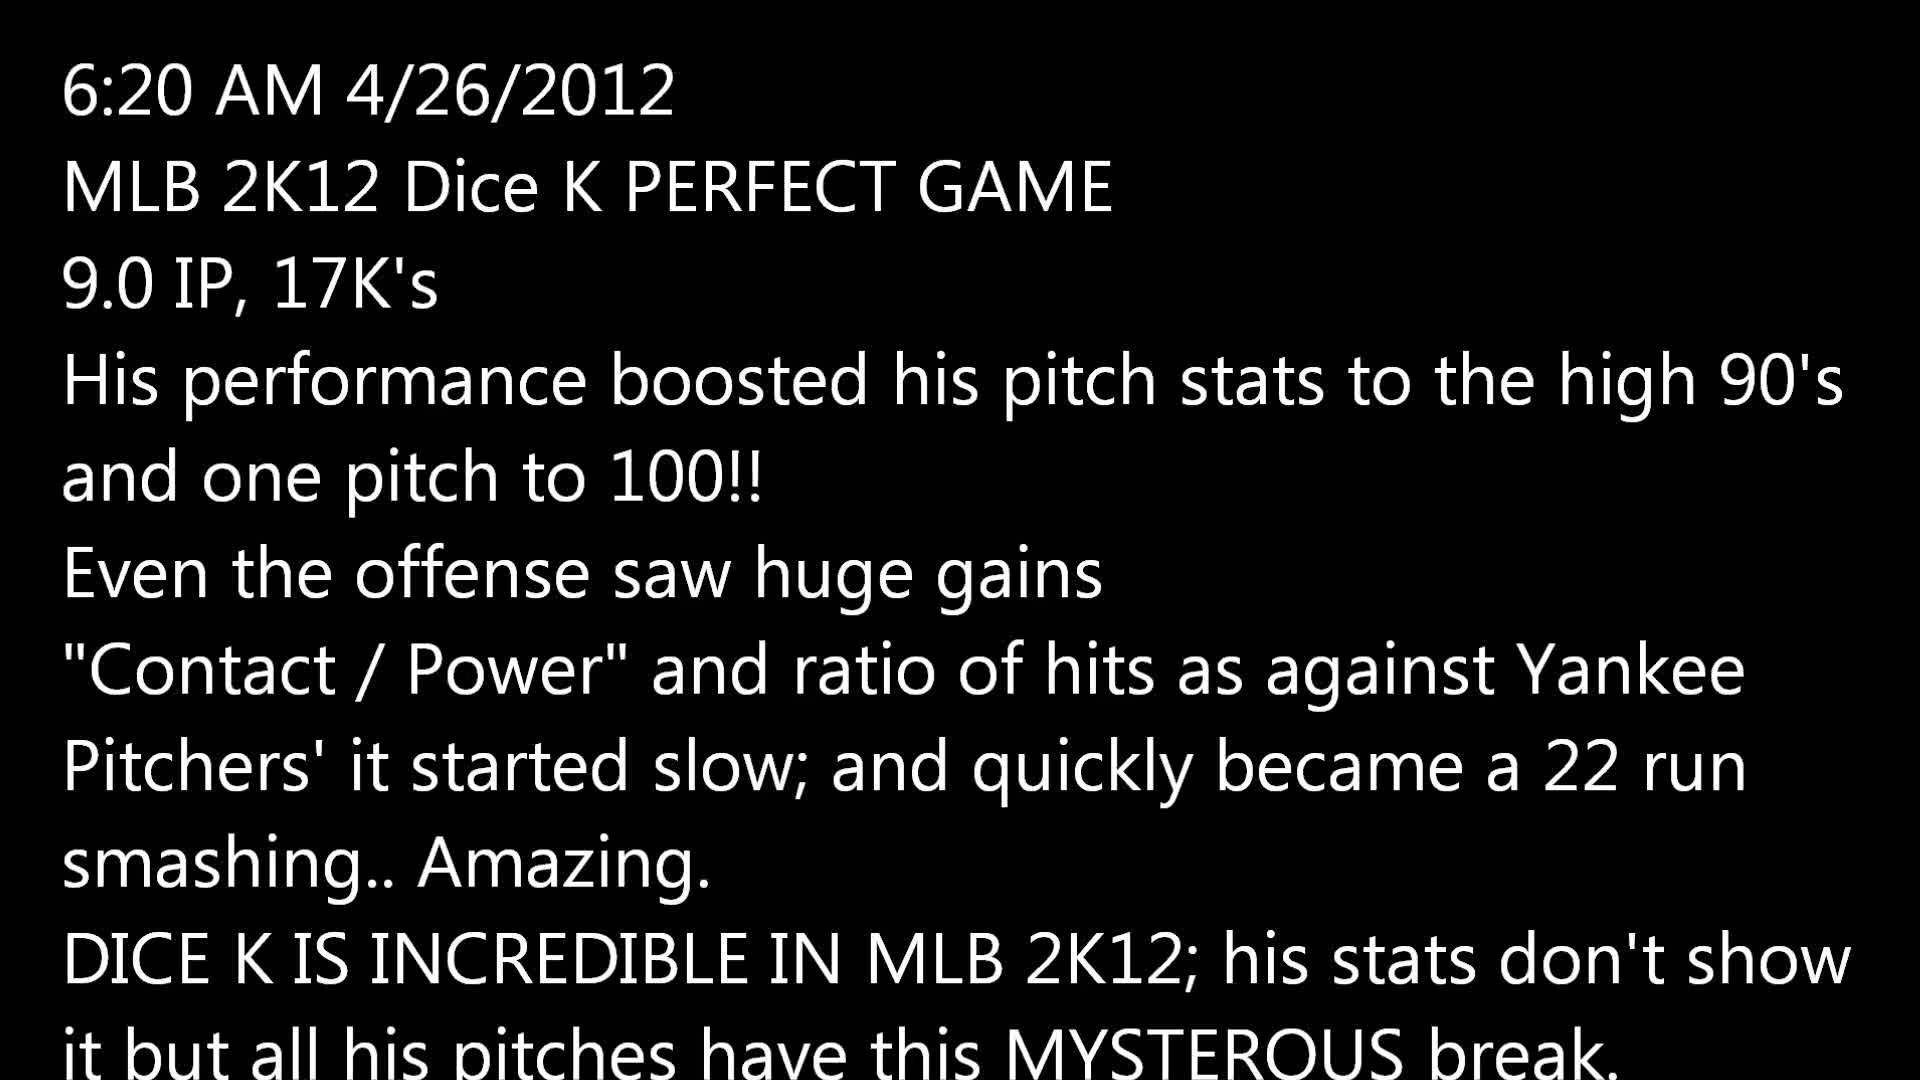 6:20 AM 4/26/2012
MLB 2K12 Dice K PERFECT GAME
9.0 IP, 17K's
His performance boosted his pitch stats to the high 90's
and one pitch to 100!!
Even the offense saw huge gains
"Contact / Power" and ratio of hits as against Yankee
Pitchers' it started slow; and quickly became a 22 run
smashing.. Amazing.
DICE K IS INCREDIBLE IN MLB 2K12; his stats don't show
it but all his pitches have this MYSTEROUS break.